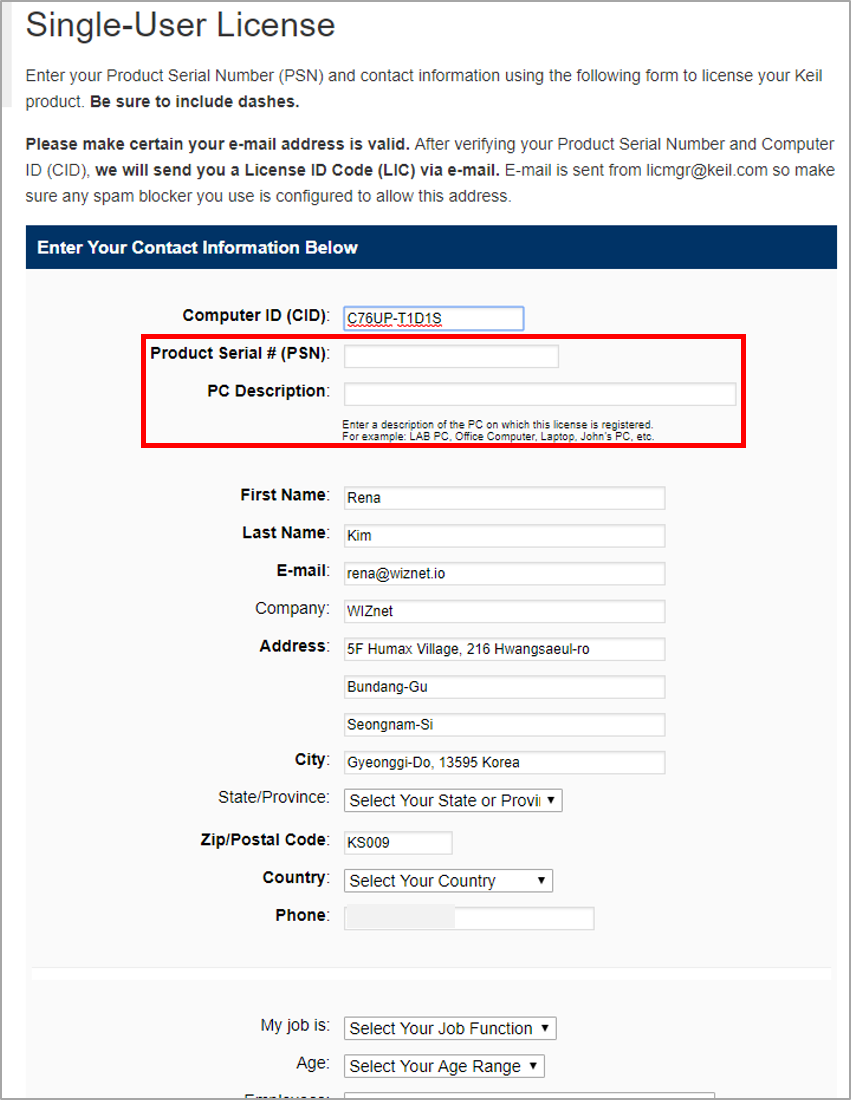 Single-User License
Enter your Product Serial Number (PSN) and contact information using the following form to license your Keil
product. Be sure to include dashes.
Please make certain your e-mail address is valid. After verifying your Product Serial Number and Computer
ID (CID), we will send you a License ID Code (LIC) via e-mail. E-mail is sent from licmgr@keil.com so make
sure any spam blocker you use is configured to allow this address.
Enter Your Contact Information Below
Computer ID (CID): C76UP-T1D1S
Product Serial # (PSN):
PC Description:
Enter a description of the PC on which this license is registered.
For example: LAB PC, Office Computer, Laptop, John's PC, etc.
First Name: Rena
Last Name: Kim
E-mail: rena@wiznet.io
Company: WIZnet
Address: 5F Humax Village, 216 Hwangsaeul-ro
Bundang-Gu
Seongnam-Si
City: Gyeonggi-Do, 13595 Korea
State/Province: Select Your State or Provi
Zip/Postal Code: KS009
Country: Select Your Country
Phone:
My job is: Select Your Job Function
Age: Select Your Age Range